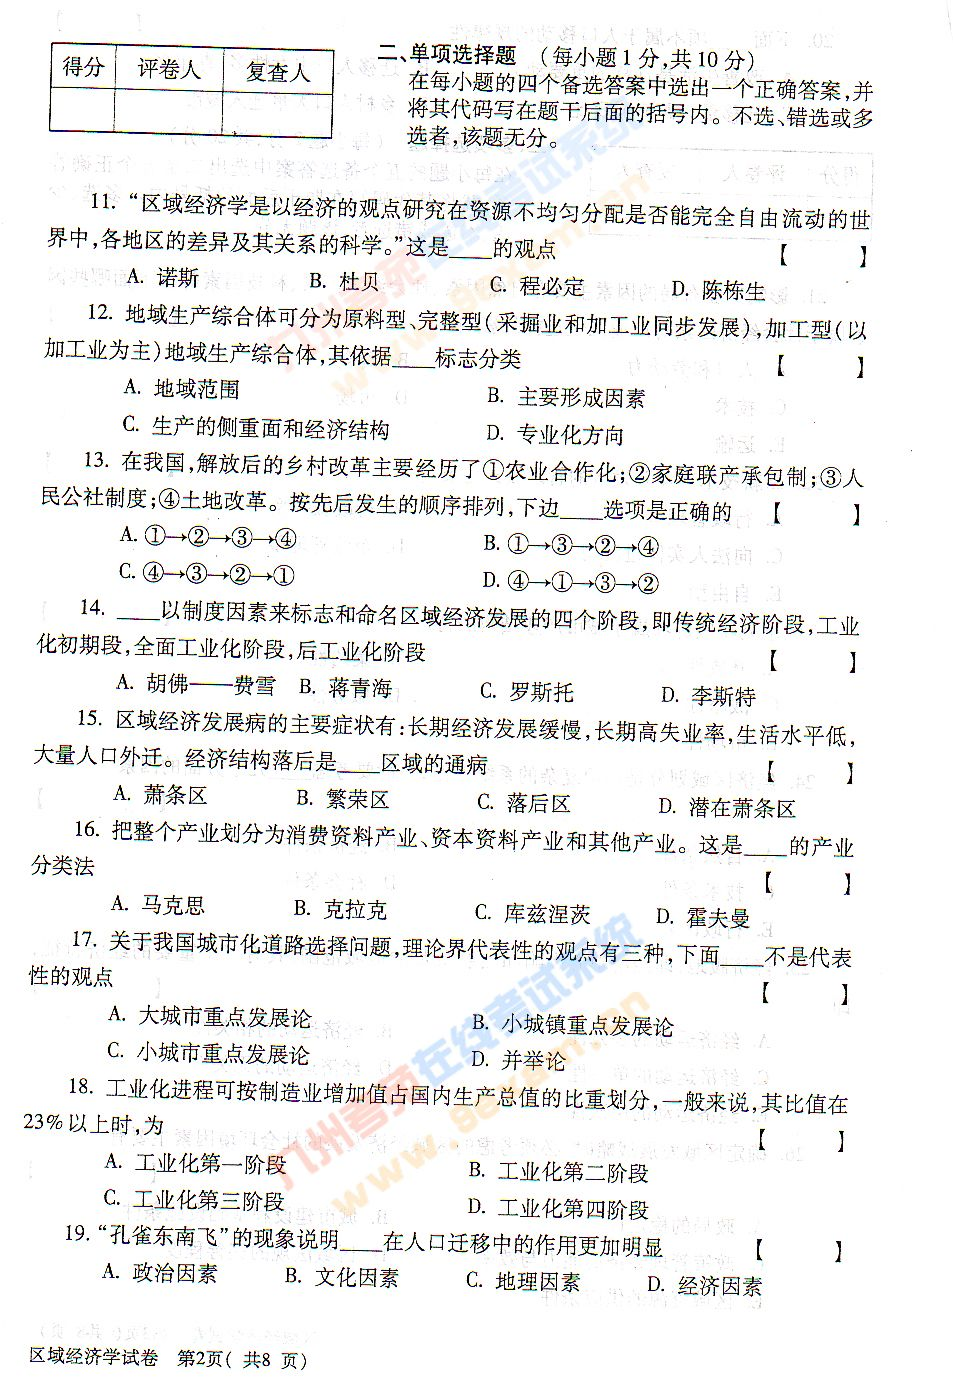 二、单项选择题 (每小题1分,共10分)
得分 评卷人 复查人
在每小题的四个备选答案中选出一个正确答案,并
将其代码写在题干后面的括号内。不选、错选或多
选者,该题无分。
11. “区域经济学是以经济的观点研究在资源不均匀分配是否能完全自由流动的世
界中,各地区的差异及其关系的科学。”这是____的观点 【 】
A. 诺斯 B. 杜贝 C. 程必定 D. 陈栋生
12. 地域生产综合体可分为原料型、完整型(采掘业和加工业同步发展),加工型(以
加工业为主)地域生产综合体,其依据____标志分类 【 】
A. 地域范围 B. 主要形成因素
C. 生产的侧重面和经济结构 D. 专业化方向
13. 在我国,解放后的乡村改革主要经历了①农业合作化;②家庭联产承包制;③人
民公社制度;④土地改革。按先后发生的顺序排列,下边____选项是正确的 【 】
A. ①→②→③→④ B. ①→③→②→④
C. ④→③→②→① D. ④→①→③→②
14. ____以制度因素来标志和命名区域经济发展的四个阶段,即传统经济阶段,工业
化初期段,全面工业化阶段,后工业化阶段 【 】
A. 胡佛——费雪 B. 蒋青海 C. 罗斯托 D. 李斯特
15. 区域经济发展病的主要症状有:长期经济发展缓慢,长期高失业率,生活水平低,
大量人口外迁。经济结构落后是____区域的通病 【 】
A. 萧条区 B. 繁荣区 C. 落后区 D. 潜在萧条区
16. 把整个产业划分为消费资料产业、资本资料产业和其他产业。这是____的产业
分类法 【 】
A. 马克思 B. 克拉克 C. 库兹涅茨 D. 霍夫曼
17. 关于我国城市化道路选择问题,理论界代表性的观点有三种,下面____不是代表
性的观点 【 】
A. 大城市重点发展论 B. 小城镇重点发展论
C. 小城市重点发展论 D. 并举论
18. 工业化进程可按制造业增加值占国内生产总值的比重划分,一般来说,其比值在
23%以上时,为 【 】
A. 工业化第一阶段 B. 工业化第二阶段
C. 工业化第三阶段 D. 工业化第四阶段
19. “孔雀东南飞”的现象说明____在人口迁移中的作用更加明显 【 】
A. 政治因素 B. 文化因素 C. 地理因素 D. 经济因素
区域经济学试卷 第2页( 共8 页)